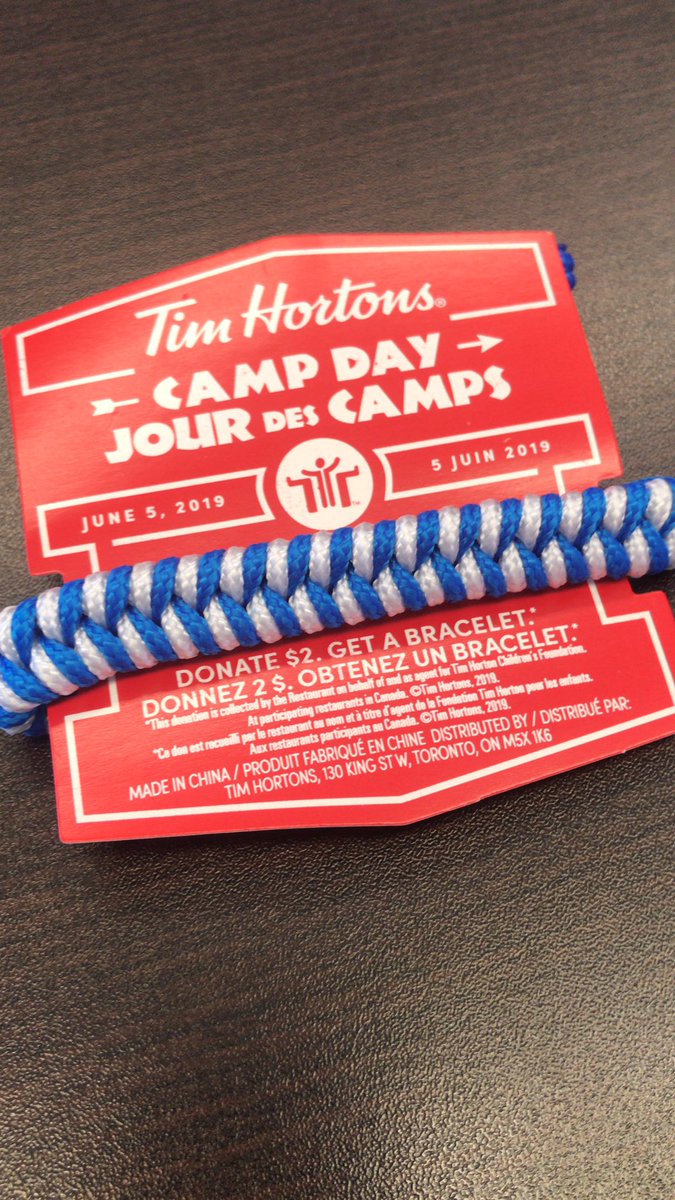 Tim Hortons®
CAMP DAY
JOUR DES CAMPS
JUNE 5, 2019
5 JUIN 2019
TM
DONATE $2. GET A BRACELET.*
DONNEZ 2 $. OBTENEZ UN BRACELET.*
*This donation is collected by the Restaurant on behalf of and as agent for Tim Horton Children's Foundation.
At participating restaurants in Canada. ©Tim Hortons, 2019.
*Ce don est recueilli par le restaurant au nom et à titre d'agent de la Fondation Tim Horton pour les enfants.
Aux restaurants participants au Canada. ©Tim Hortons, 2019.
MADE IN CHINA / PRODUIT FABRIQUÉ EN CHINE DISTRIBUTED BY / DISTRIBUÉ PAR:
TIM HORTONS, 130 KING ST W, TORONTO, ON M5X 1K6